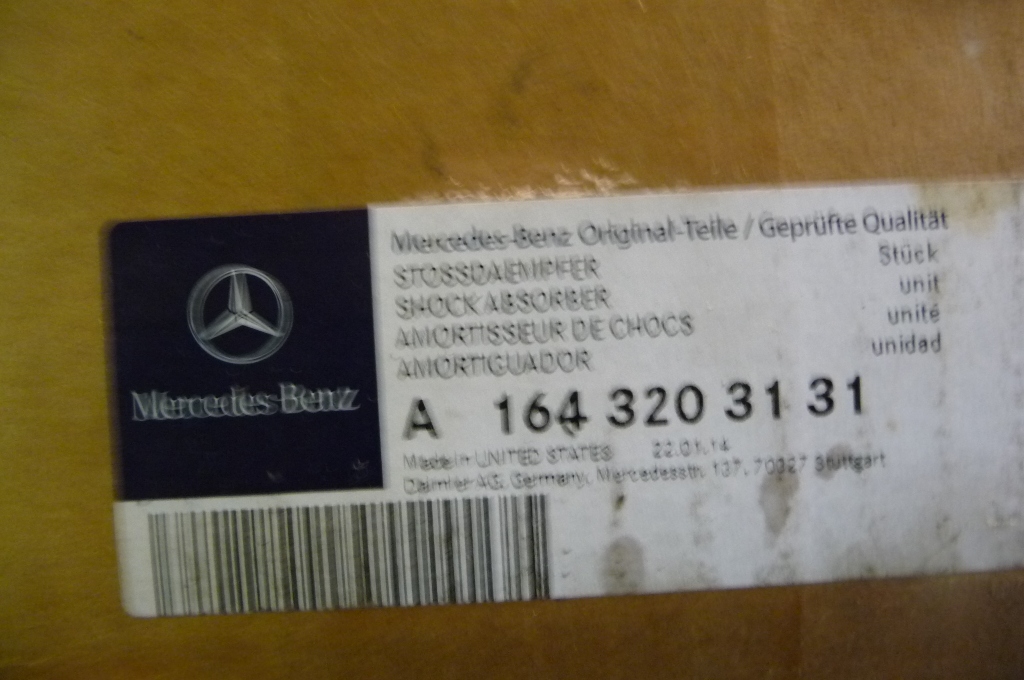 Mercedes-Benz
Mercedes-Benz Original-Teile / Geprüfte Qualität
STOSSDAEMPFER Stück
SHOCK ABSORBER unit
AMORTISSEUR DE CHOCS unité
AMORTIGUADOR unidad
A 164 320 31 31
Made in UNITED STATES 22.01.14
Daimler AG, Germany, Mercedesstr. 137, 70327 Stuttgart